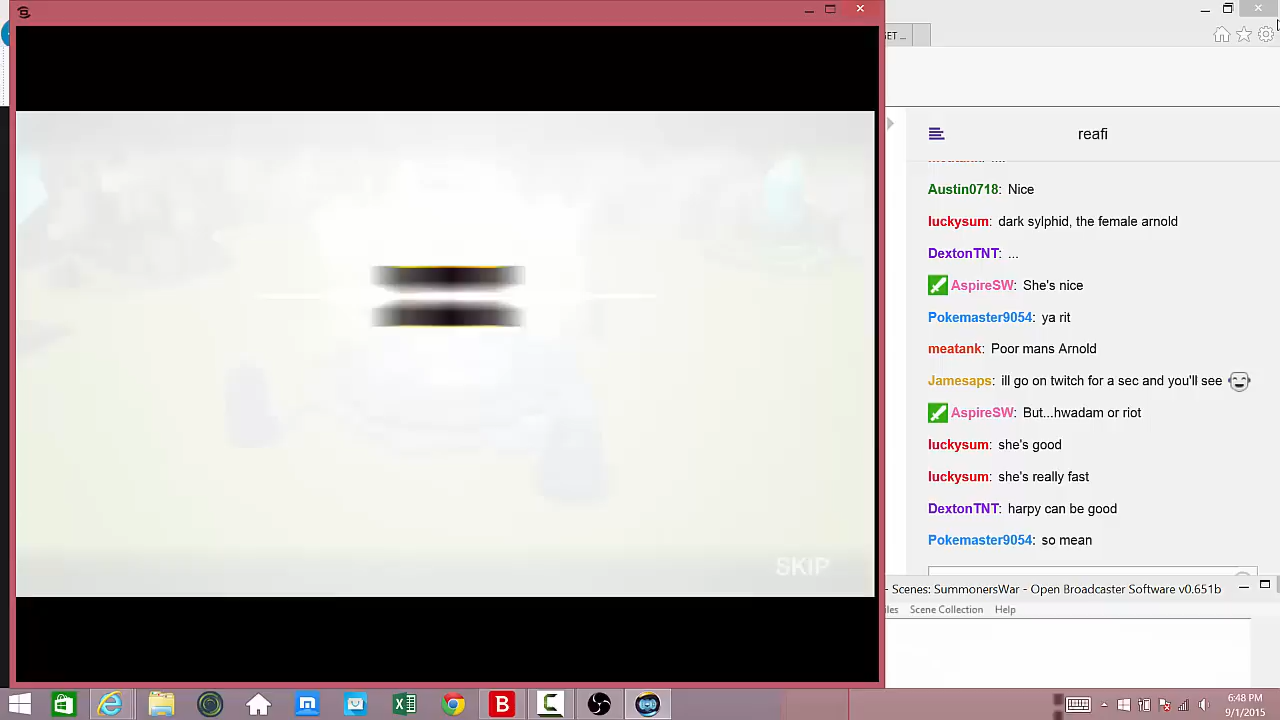 ET ...
reafi
Austin0718: Nice
luckysum: dark sylphid, the female arnold
DextonTNT: ...
AspireSW: She's nice
Pokemaster9054: ya rit
meatank: Poor mans Arnold
Jamesaps: ill go on twitch for a sec and you'll see
AspireSW: But...hwadam or riot
luckysum: she's good
luckysum: she's really fast
DextonTNT: harpy can be good
Pokemaster9054: so mean
SKIP
- Scenes: SummonersWar - Open Broadcaster Software v0.651b
iles Scene Collection Help
B
6:48 PM
9/1/2015